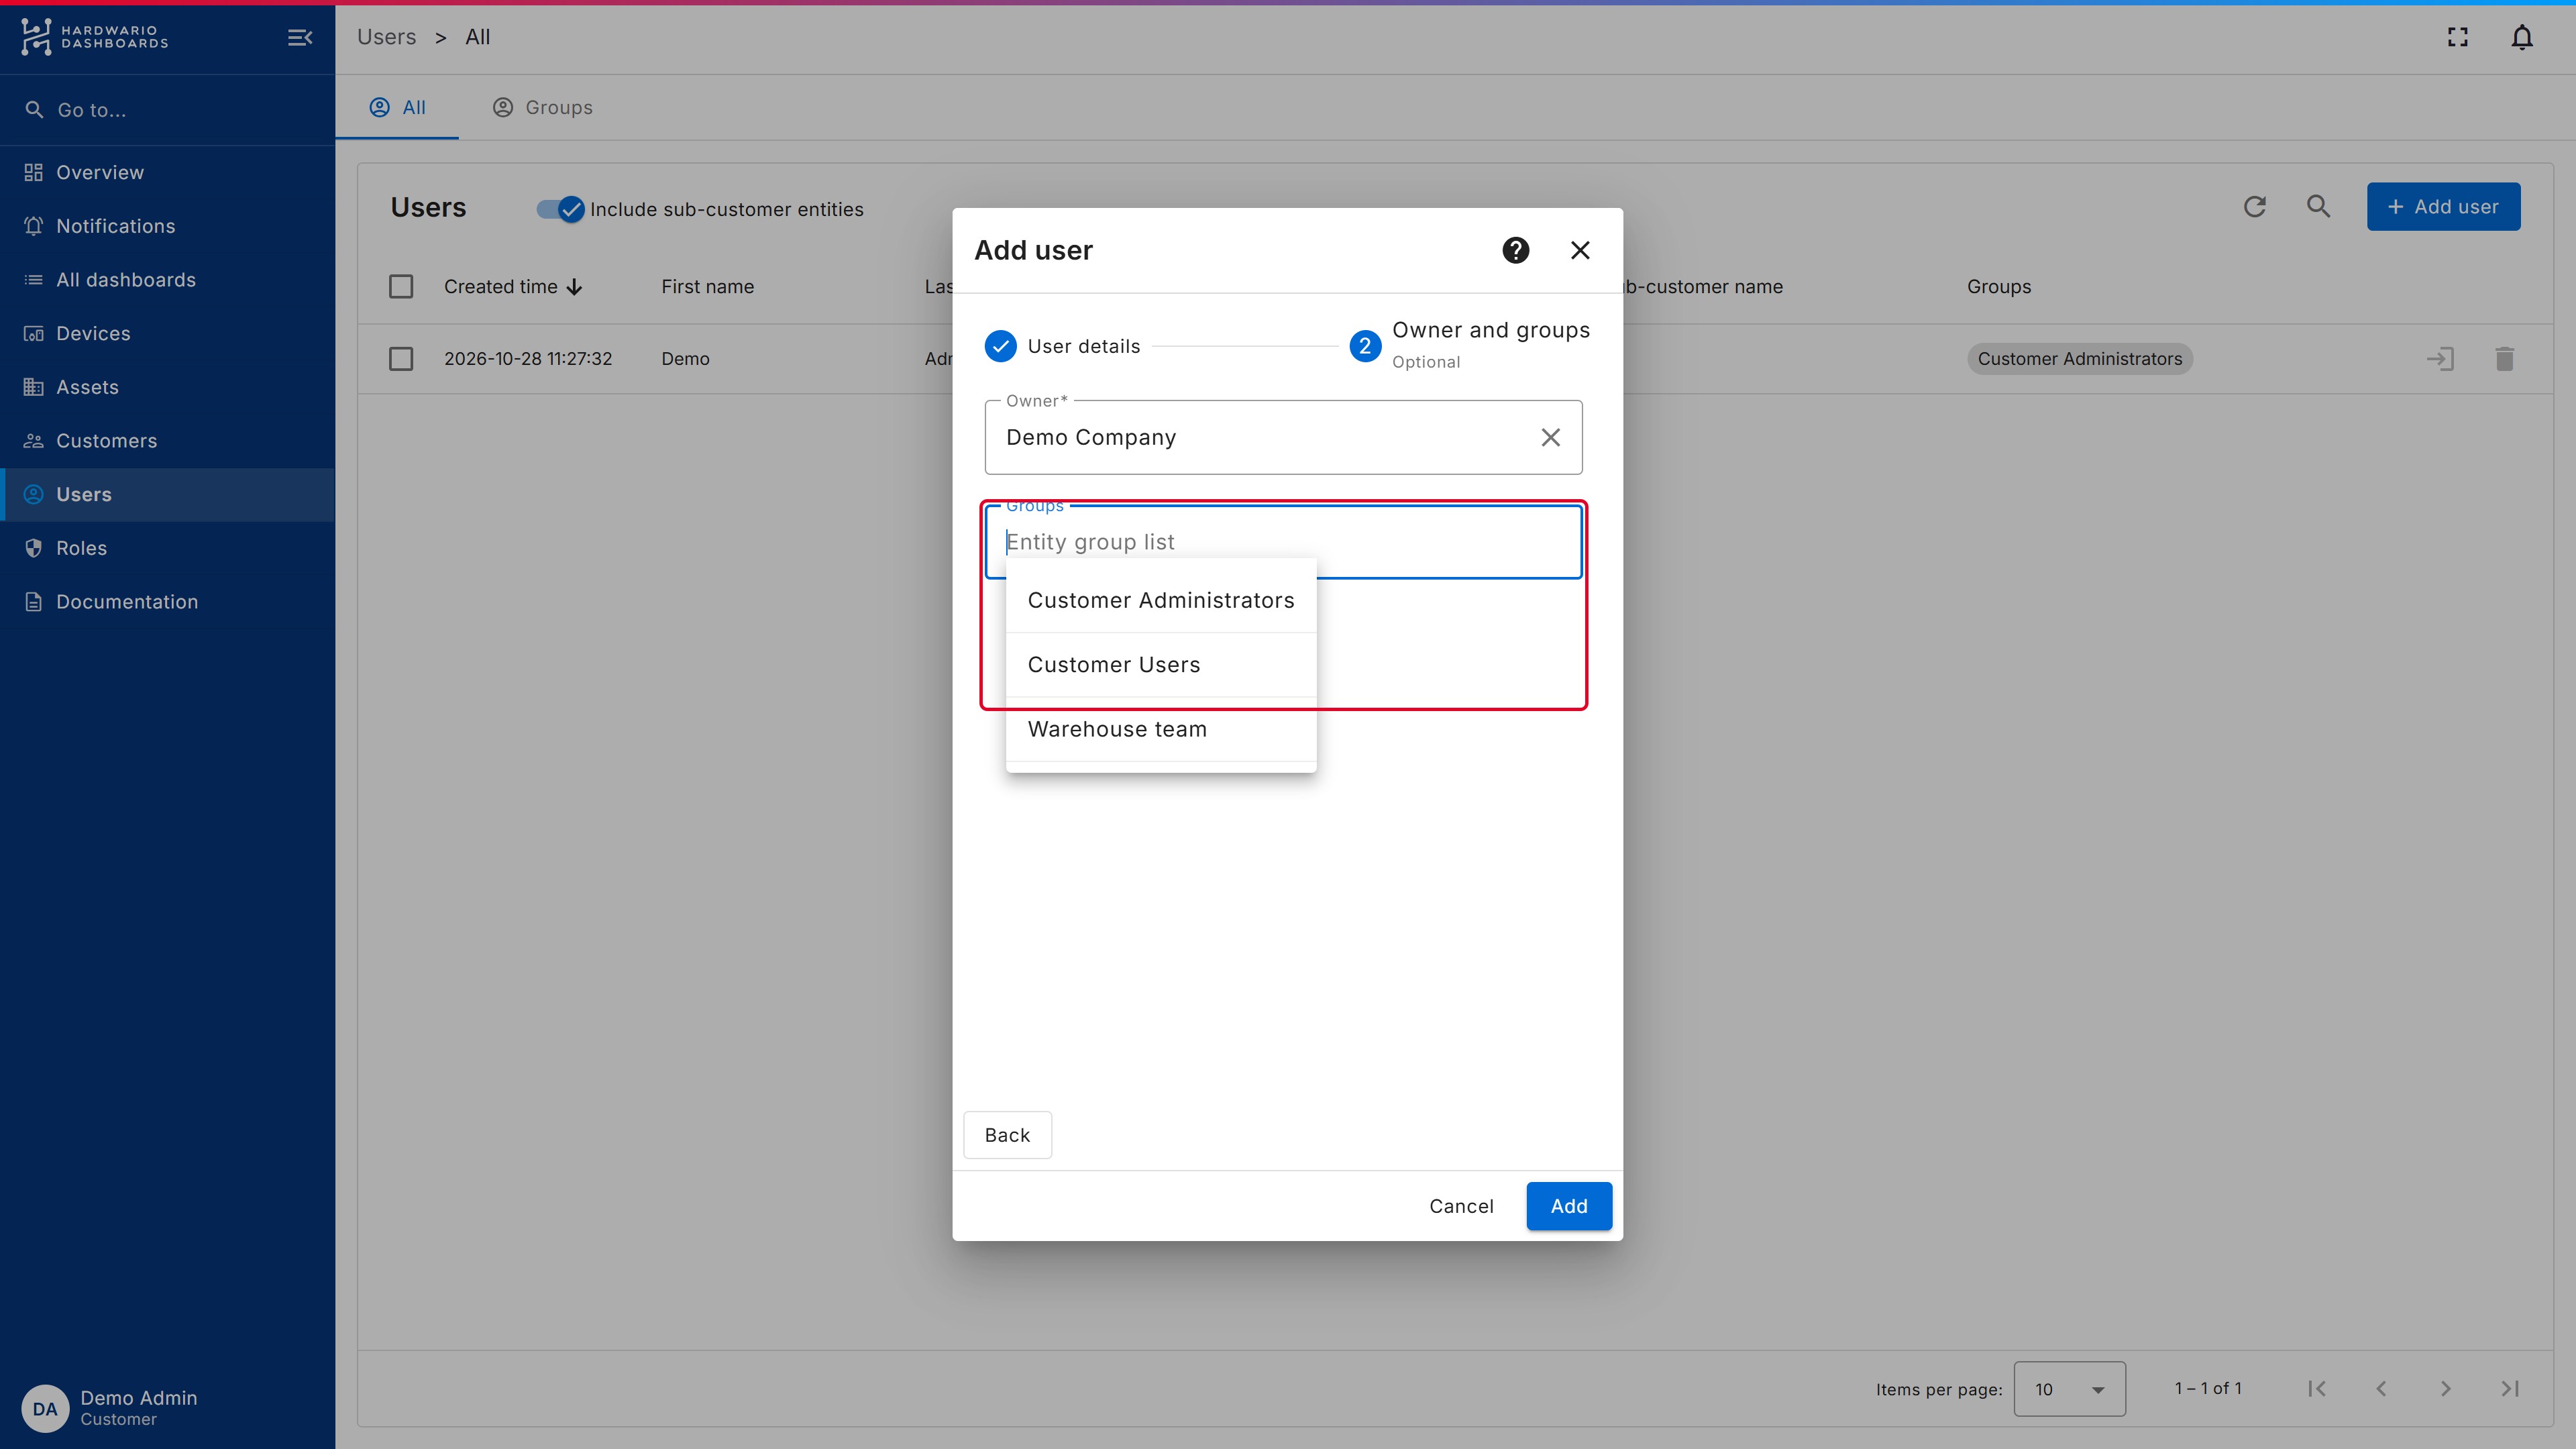 HARDWARIO
DASHBOARDS
Go to...
Overview
Notifications
All dashboards
Devices
Assets
Customers
Users
Roles
Documentation
DA
Demo Admin
Customer
Users > All
All
Groups
Users
Include sub-customer entities
+ Add user
Created time
First name
Groups
2026-10-28 11:27:32
Demo
Customer Administrators
Add user
User details
2
Owner and groups
Optional
Owner*
Demo Company
Groups
Entity group list
Customer Administrators
Customer Users
Warehouse team
Back
Cancel
Add
Items per page:
10
1 – 1 of 1